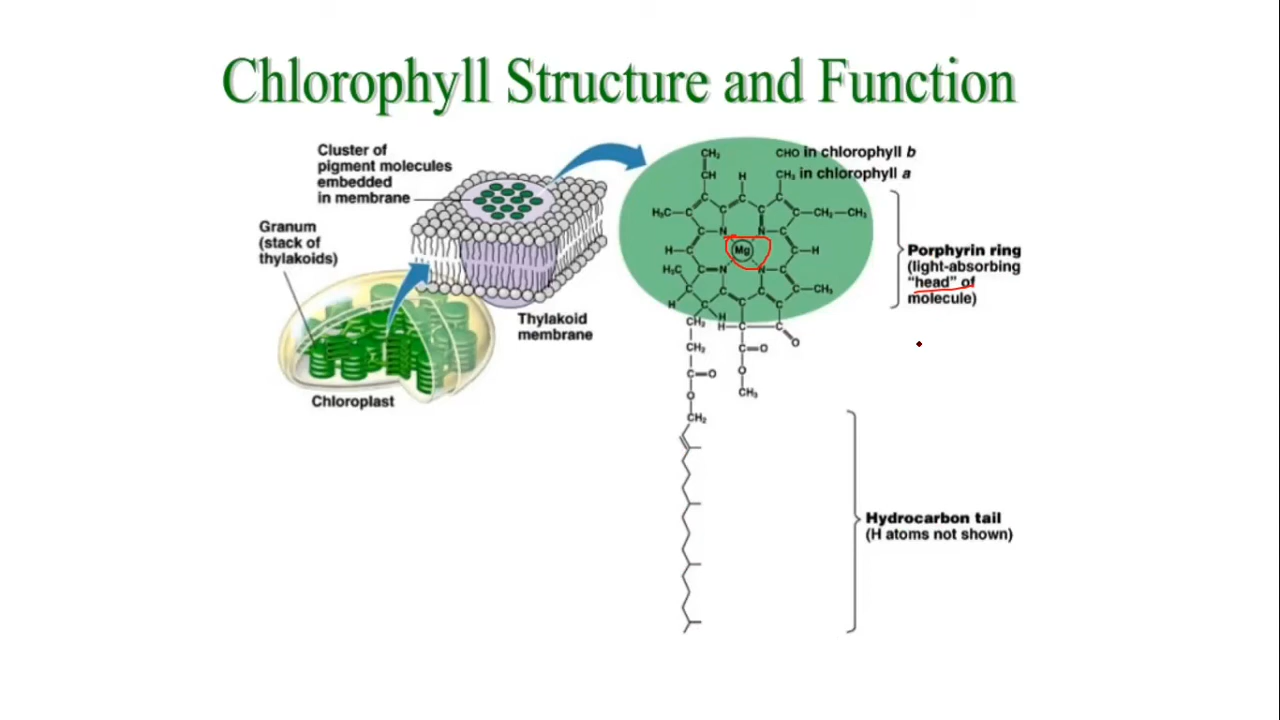 Chlorophyll Structure and Function
Cluster of
pigment molecules
embedded
in membrane
Granum
(stack of
thylakoids)
Chloroplast
Thylakoid
membrane
CH₂
CHO in chlorophyll b
CH
H
CH₃ in chlorophyll a
H₃C
CH₂—CH₃
C
C
N
N
C
H
Mg
H
H₃C
N
N
C
C
CH₃
H
C
C
C
CH₂
H
H—C
C
O
CH₂
C=O
C=O
O
O
CH₃
CH₂
Porphyrin ring
(light-absorbing
“head” of
molecule)
Hydrocarbon tail
(H atoms not shown)